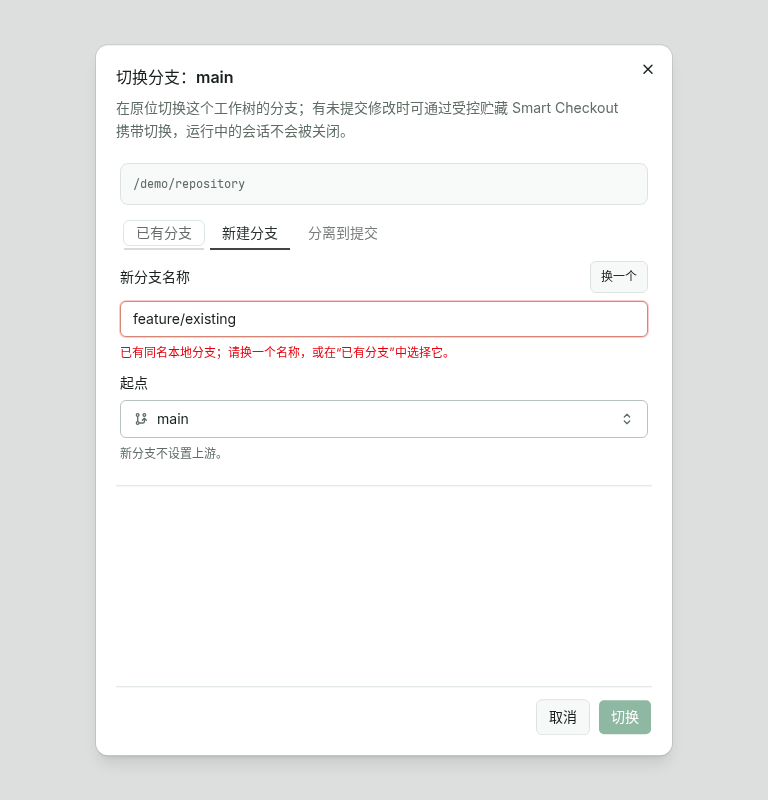 切换分支：main
在原位切换这个工作树的分支；有未提交修改时可通过受控贮藏 Smart Checkout
携带切换，运行中的会话不会被关闭。
/demo/repository
已有分支 新建分支 分离到提交
新分支名称 换一个
feature/existing
已有同名本地分支；请换一个名称，或在“已有分支”中选择它。
起点
main
新分支不设置上游。
取消 切换